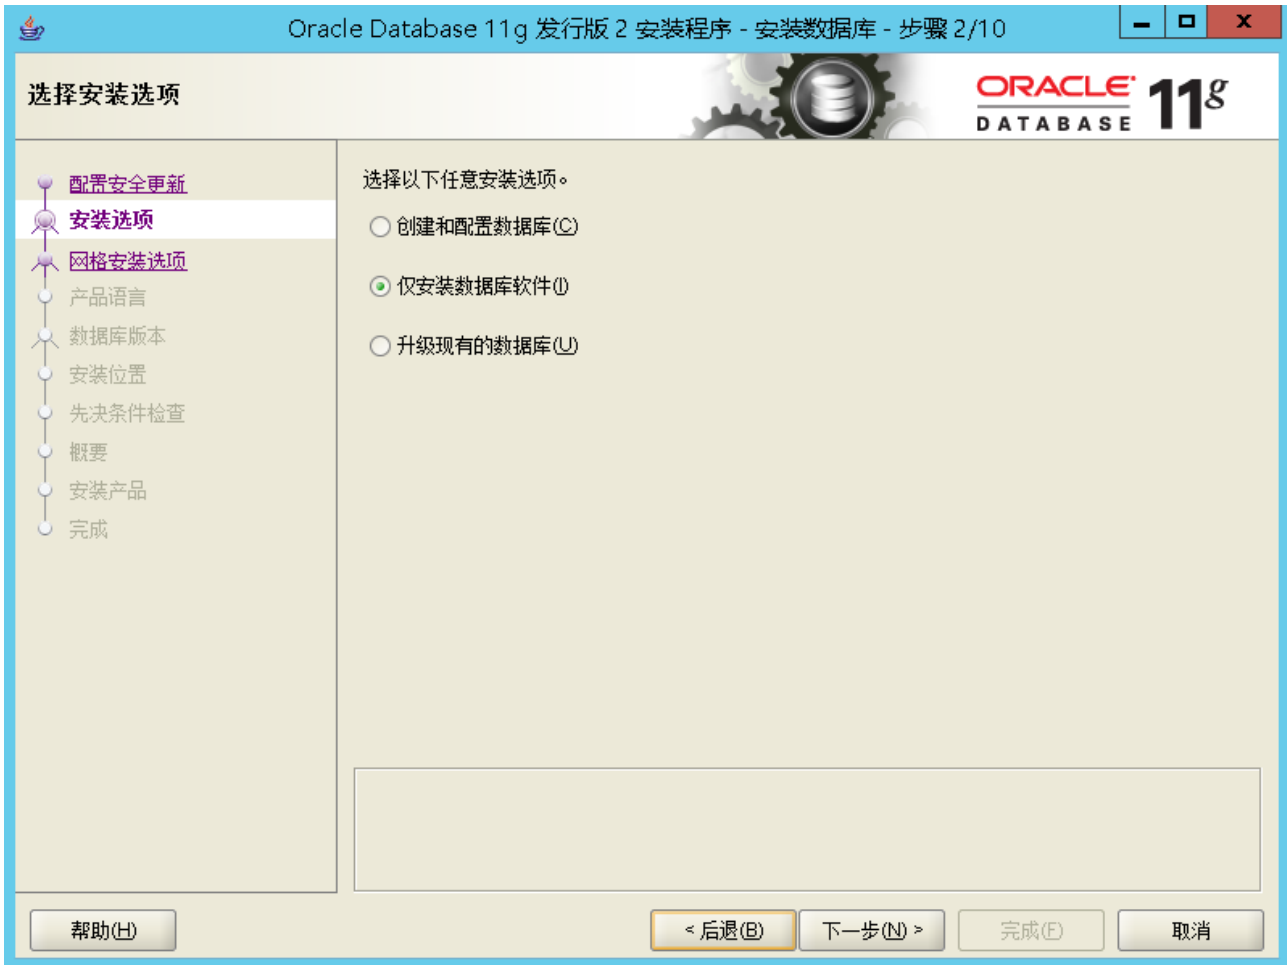 Oracle Database 11g 发行版 2 安装程序 - 安装数据库 - 步骤 2/10
选择安装选项
ORACLE
DATABASE
11g
配置安全更新
安装选项
网格安装选项
产品语言
数据库版本
安装位置
先决条件检查
概要
安装产品
完成
选择以下任意安装选项。
创建和配置数据库(C)
仅安装数据库软件(I)
升级现有的数据库(U)
帮助(H)
< 后退(B)
下一步(N) >
完成(F)
取消